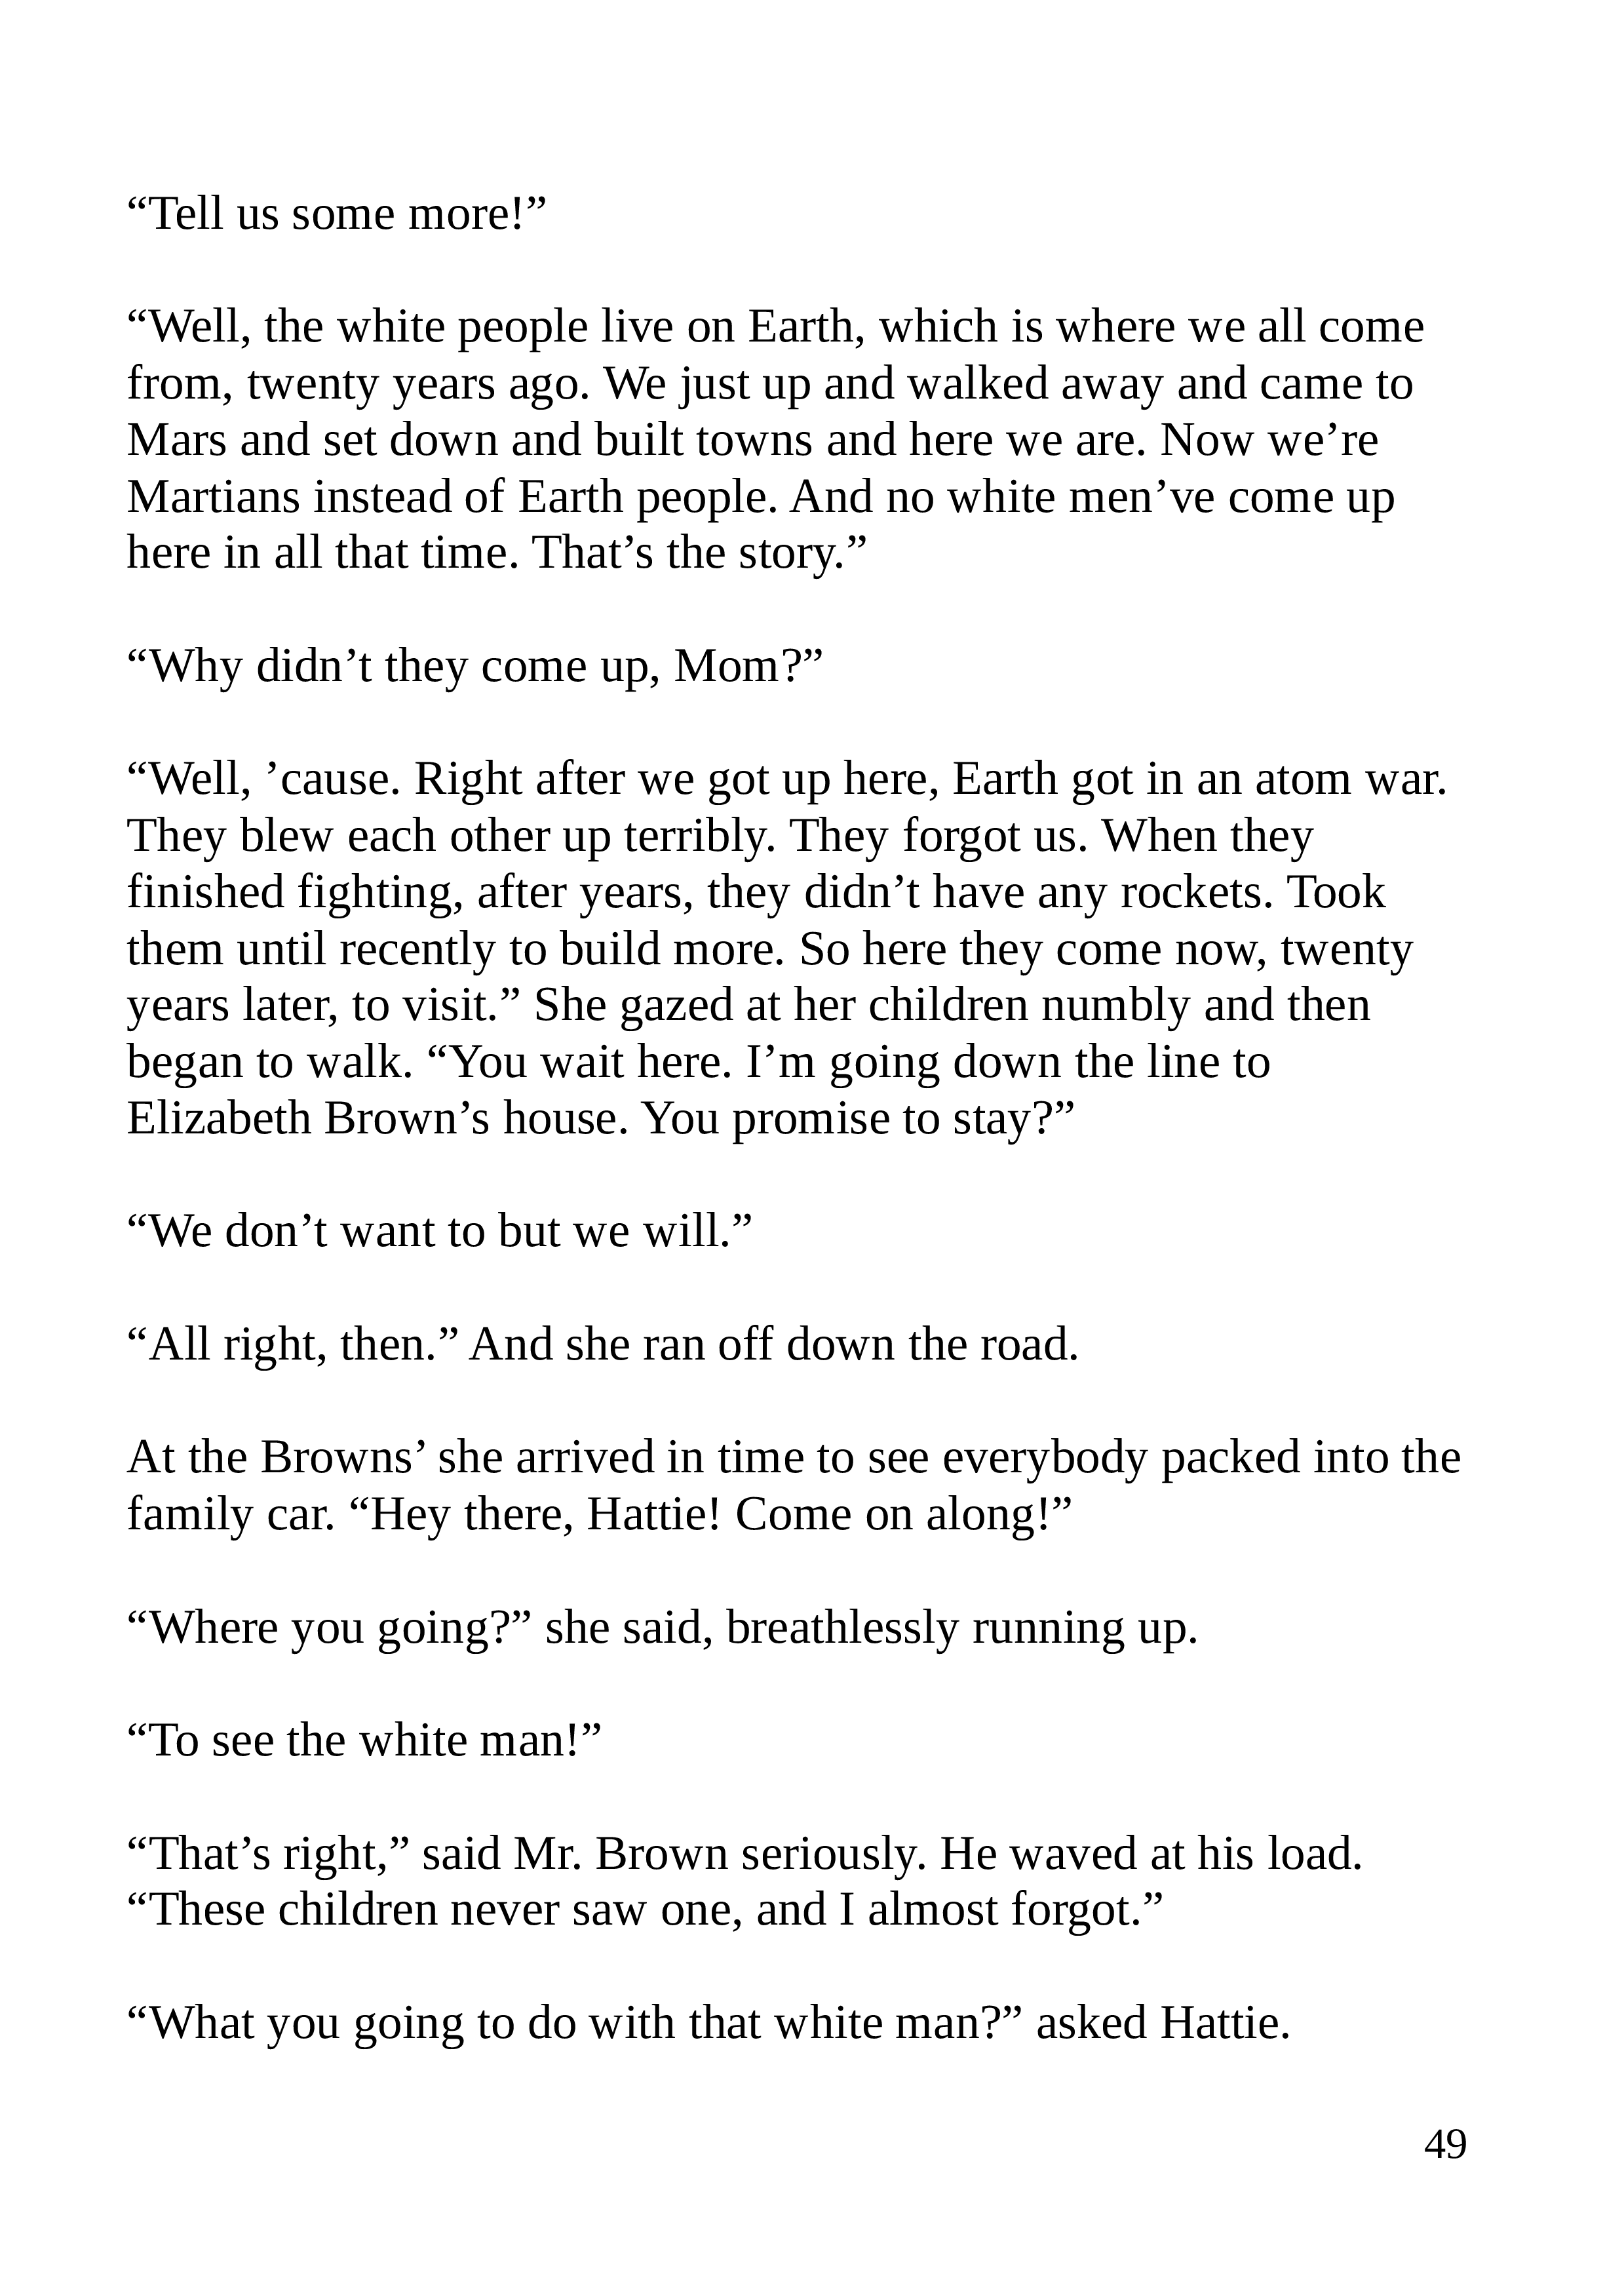 “Tell us some more!”
“Well, the white people live on Earth, which is where we all come
from, twenty years ago. We just up and walked away and came to
Mars and set down and built towns and here we are. Now we’re
Martians instead of Earth people. And no white men’ve come up
here in all that time. That’s the story.”
“Why didn’t they come up, Mom?”
“Well, ’cause. Right after we got up here, Earth got in an atom war.
They blew each other up terribly. They forgot us. When they
finished fighting, after years, they didn’t have any rockets. Took
them until recently to build more. So here they come now, twenty
years later, to visit.” She gazed at her children numbly and then
began to walk. “You wait here. I’m going down the line to
Elizabeth Brown’s house. You promise to stay?”
“We don’t want to but we will.”
“All right, then.” And she ran off down the road.
At the Browns’ she arrived in time to see everybody packed into the
family car. “Hey there, Hattie! Come on along!”
“Where you going?” she said, breathlessly running up.
“To see the white man!”
“That’s right,” said Mr. Brown seriously. He waved at his load.
“These children never saw one, and I almost forgot.”
“What you going to do with that white man?” asked Hattie.
49